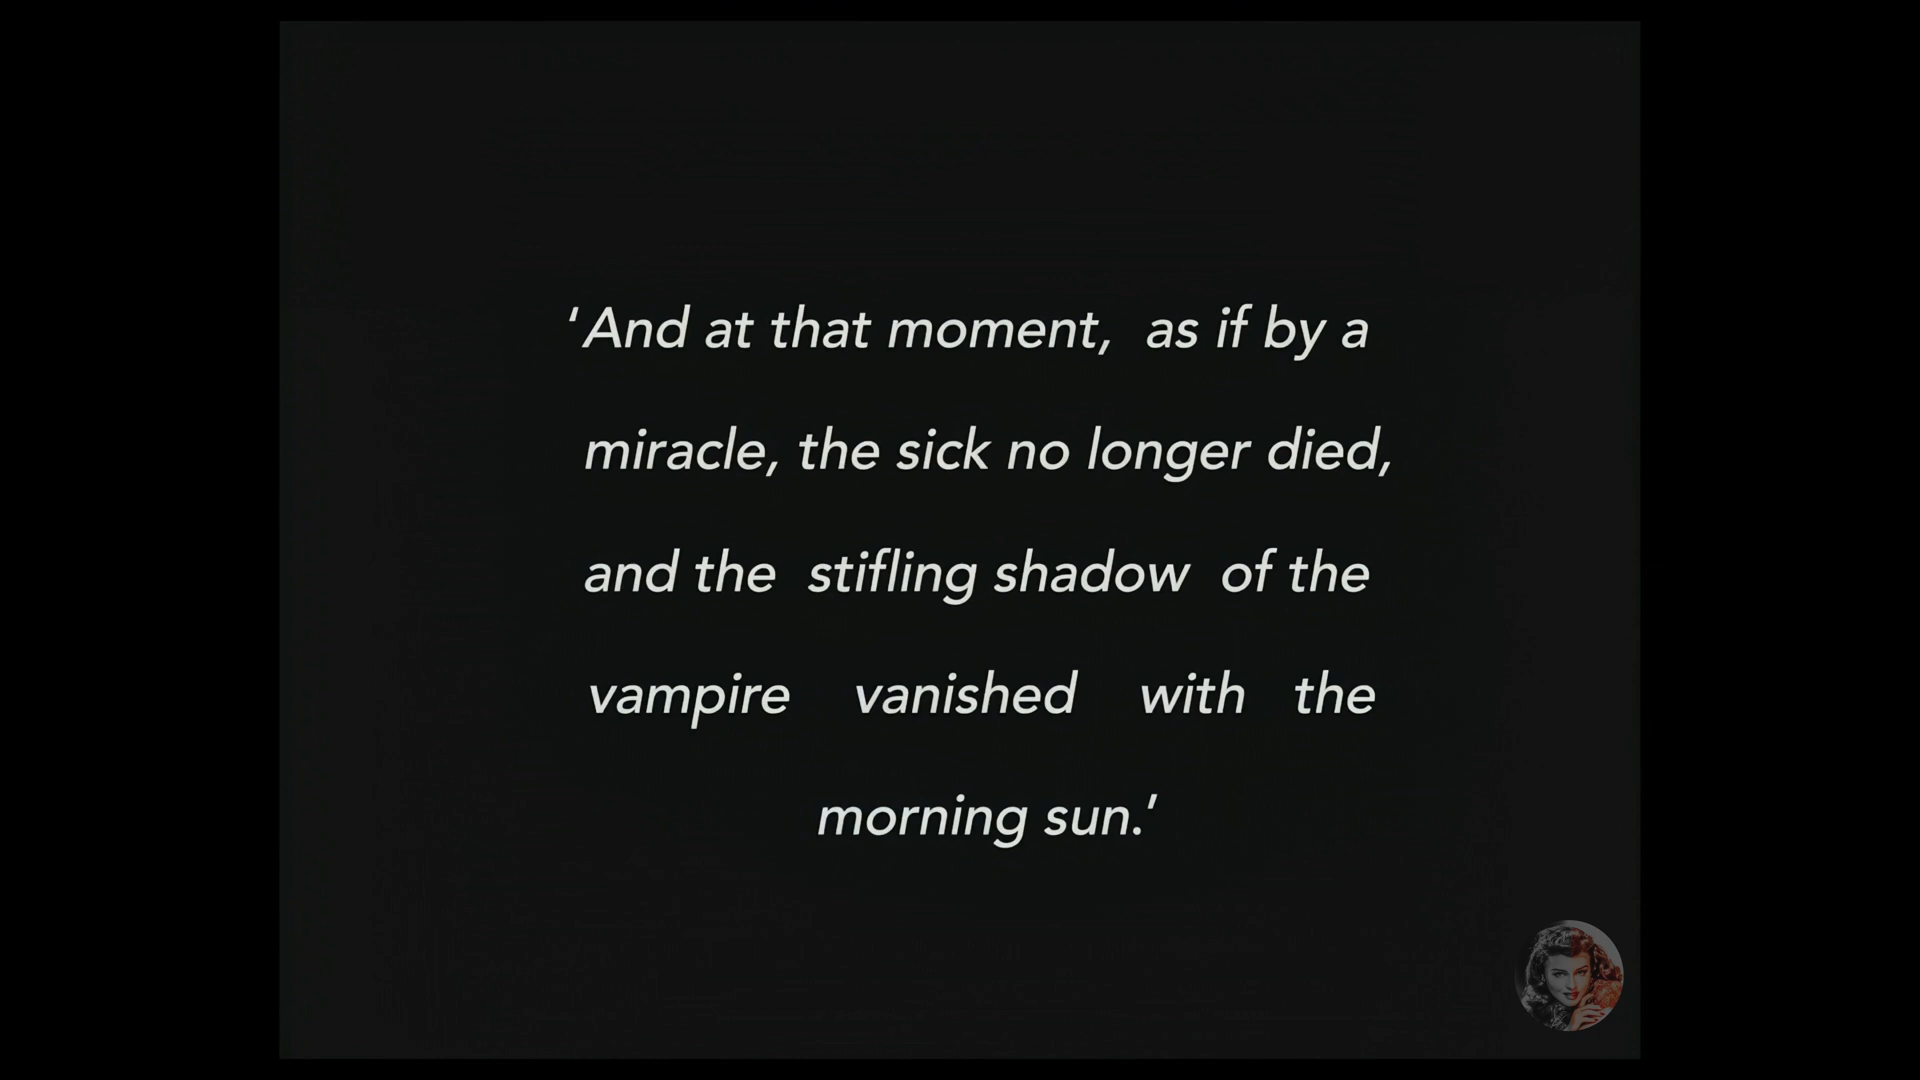 ‘And at that moment, as if by a
miracle, the sick no longer died,
and the stifling shadow of the
vampire vanished with the
morning sun.’